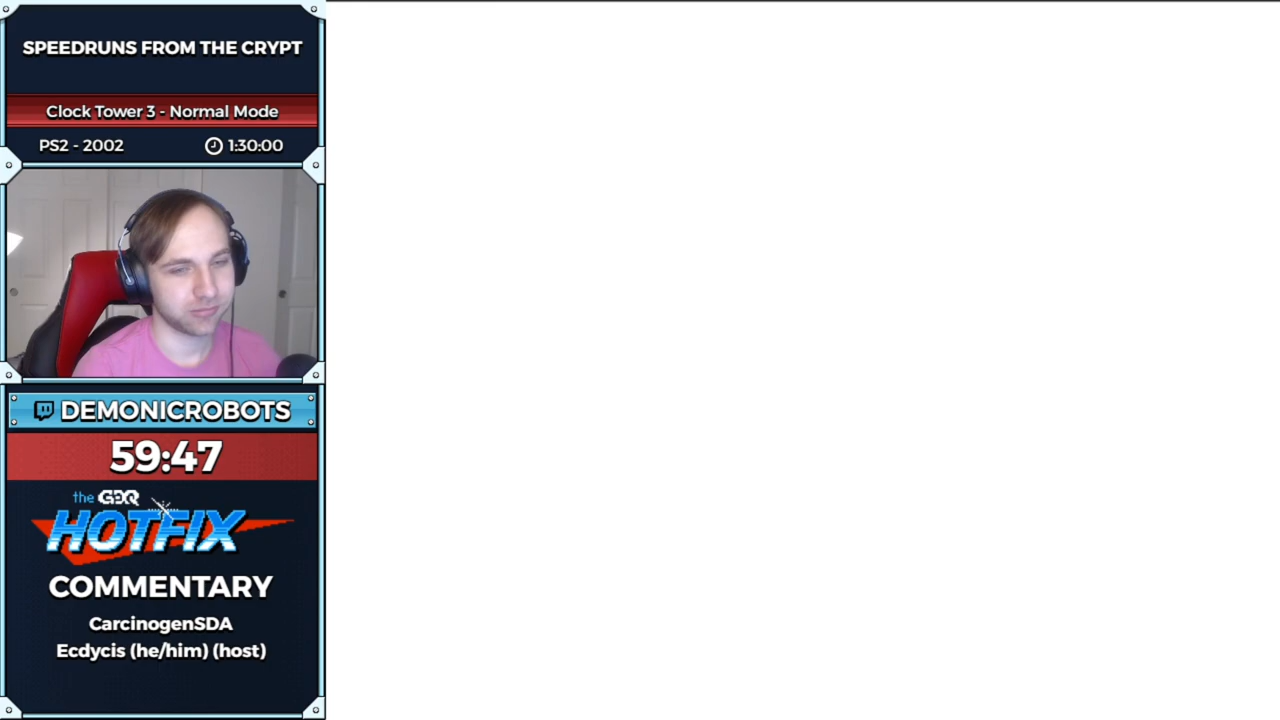 SPEEDRUNS FROM THE CRYPT
Clock Tower 3 - Normal Mode
PS2 - 2002 1:30:00
DEMONICROBOTS
59:47
the GDQ
HOTFIX
COMMENTARY
CarcinogenSDA
Ecdycis (he/him) (host)